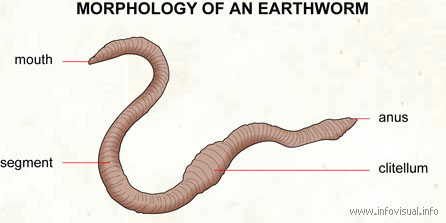 MORPHOLOGY OF AN EARTHWORM
mouth
anus
segment
clitellum
© www.infovisual.info